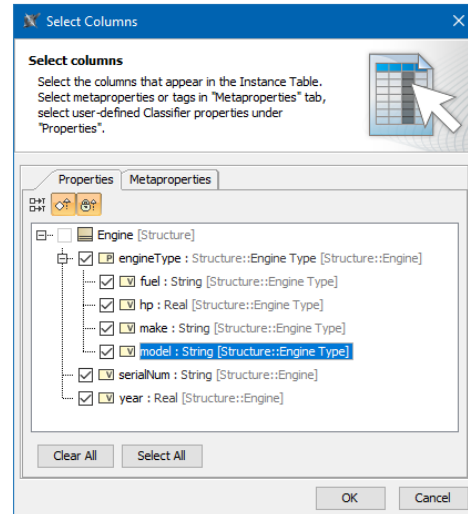 Select Columns
Select columns
Select the columns that appear in the Instance Table.
Select metaproperties or tags in "Metaproperties" tab,
select user-defined Classifier properties under
"Properties".
Properties Metaproperties
Engine [Structure]
P engineType : Structure::Engine Type [Structure::Engine]
V fuel : String [Structure::Engine Type]
V hp : Real [Structure::Engine Type]
V make : String [Structure::Engine Type]
V model : String [Structure::Engine Type]
V serialNum : String [Structure::Engine]
V year : Real [Structure::Engine]
Clear All Select All
OK Cancel